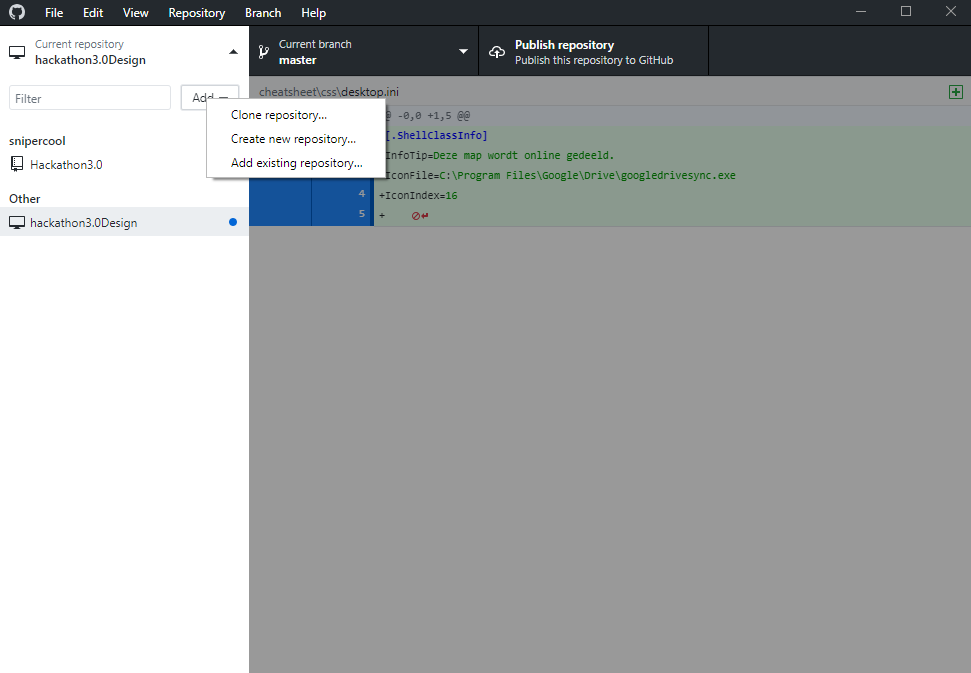 File Edit View Repository Branch Help
Current repository
hackathon3.0Design
Current branch
master
Publish repository
Publish this repository to GitHub
Filter
Add
Clone repository...
Create new repository...
Add existing repository...
snipercool
Hackathon3.0
Other
hackathon3.0Design
cheatsheet\css\desktop.ini
@ -0,0 +1,5 @@
[.ShellClassInfo]
InfoTip=Deze map wordt online gedeeld.
IconFile=C:\Program Files\Google\Drive\googledrivesync.exe
4 +IconIndex=16
5 +